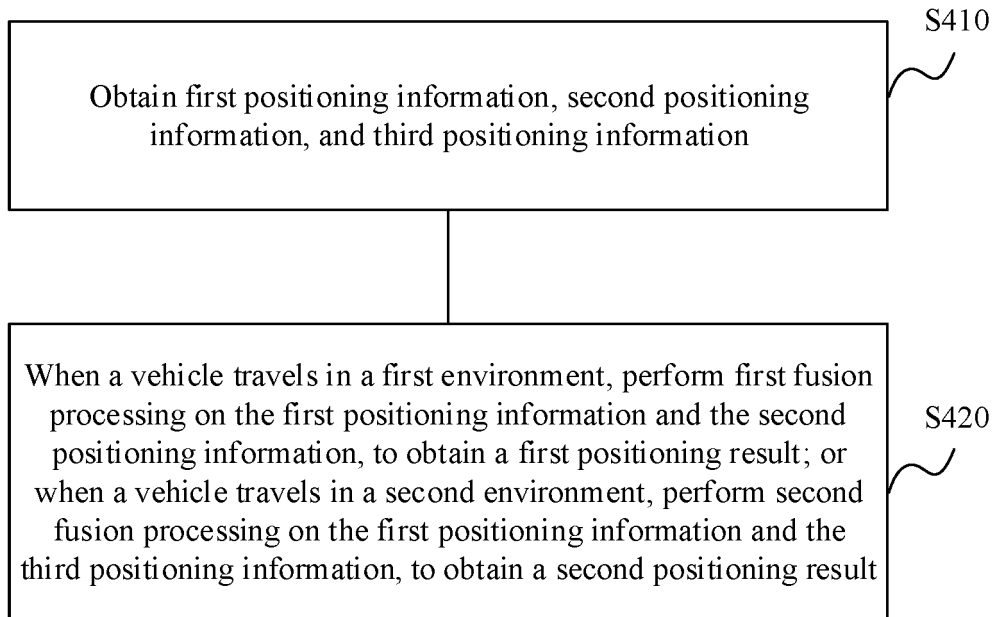 S410
Obtain first positioning information, second positioning
information, and third positioning information
When a vehicle travels in a first environment, perform first fusion
processing on the first positioning information and the second
positioning information, to obtain a first positioning result; or
when a vehicle travels in a second environment, perform second
fusion processing on the first positioning information and the
third positioning information, to obtain a second positioning result
S420